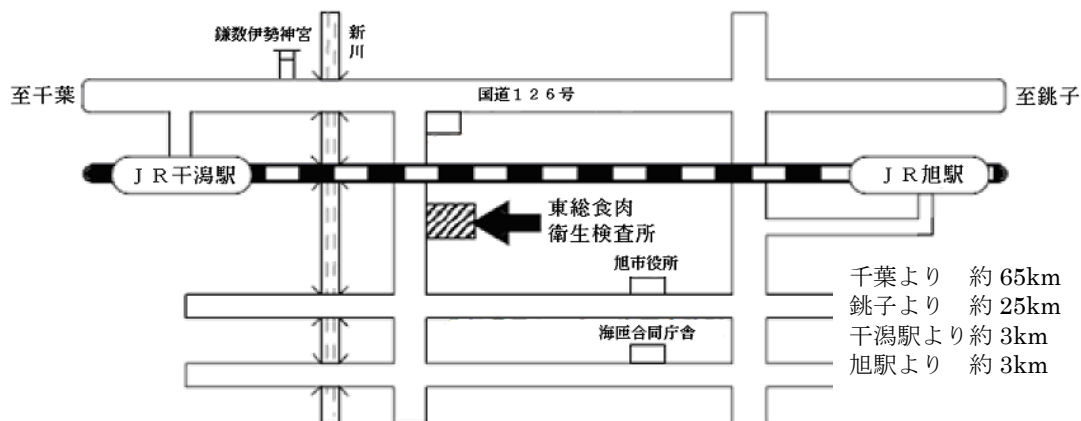 鎌数伊勢神宮
新川
至千葉
国道１２６号
至銚子
ＪＲ干潟駅
ＪＲ旭駅
東総食肉
衛生検査所
旭市役所
海匝合同庁舎
千葉より　約 65km
銚子より　約 25km
干潟駅より約 3km
旭駅より　約 3km